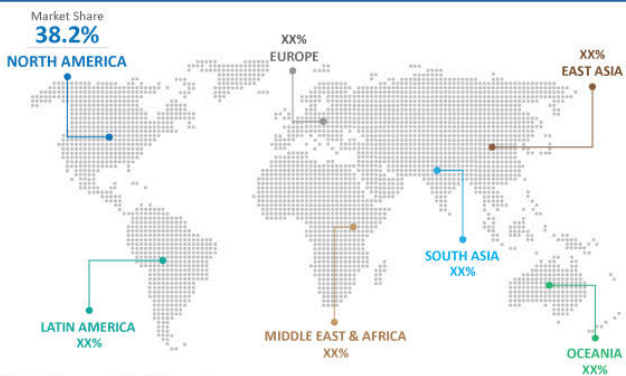 Market Share
38.2%
NORTH AMERICA
XX%
EUROPE
XX%
EAST ASIA
SOUTH ASIA
XX%
LATIN AMERICA
XX%
MIDDLE EAST & AFRICA
XX%
OCEANIA
XX%